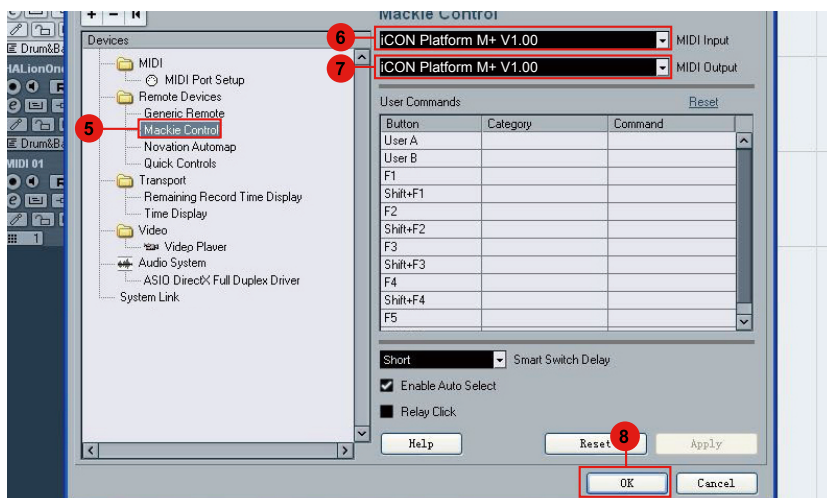 Mackie Control
Devices
MIDI
MIDI Port Setup
Remote Devices
Generic Remote
5
Mackie Control
Novation Automap
Quick Controls
Transport
Remaining Record Time Display
Time Display
Video
Video Player
Audio System
ASIO DirectX Full Duplex Driver
System Link
6
iCON Platform M+ V1.00
MIDI Input
7
iCON Platform M+ V1.00
MIDI Output
User Commands
Reset
Button Category Command
User A
User B
F1
Shift+F1
F2
Shift+F2
F3
Shift+F3
F4
Shift+F4
F5
Short
Smart Switch Delay
Enable Auto Select
Relay Click
Help
Reset
Apply
8
OK
Cancel
Drum&Ba
HALionOne
Drum&Ba
MIDI 01
1